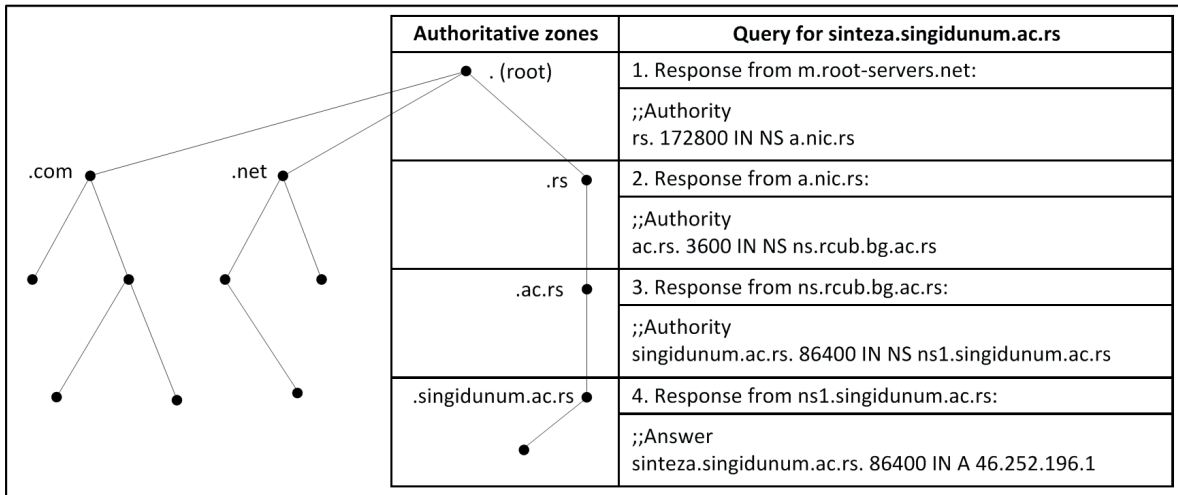 Authoritative zones
Query for sinteza.singidunum.ac.rs
. (root)
1. Response from m.root-servers.net:
;;Authority
rs. 172800 IN NS a.nic.rs
.com
.net
.rs
2. Response from a.nic.rs:
;;Authority
ac.rs. 3600 IN NS ns.rcub.bg.ac.rs
.ac.rs
3. Response from ns.rcub.bg.ac.rs:
;;Authority
singidunum.ac.rs. 86400 IN NS ns1.singidunum.ac.rs
.singidunum.ac.rs
4. Response from ns1.singidunum.ac.rs:
;;Answer
sinteza.singidunum.ac.rs. 86400 IN A 46.252.196.1